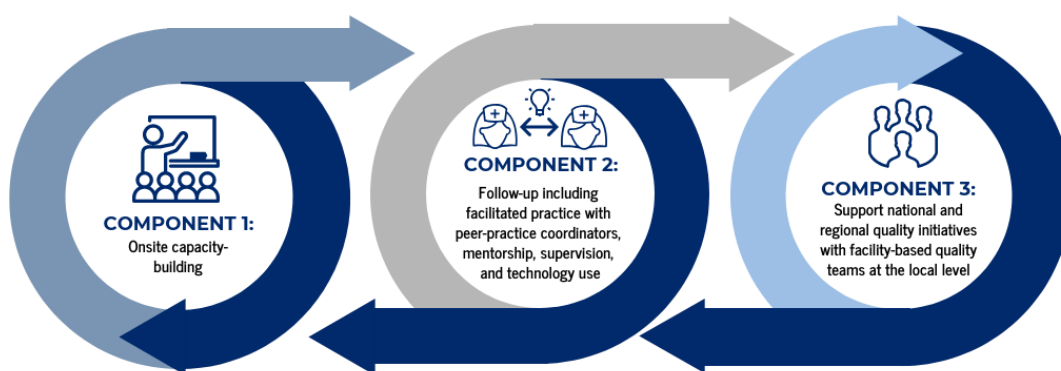 COMPONENT 1:
Onsite capacity-
building
COMPONENT 2:
Follow-up including
facilitated practice with
peer-practice coordinators,
mentorship, supervision,
and technology use
COMPONENT 3:
Support national and
regional quality initiatives
with facility-based quality
teams at the local level